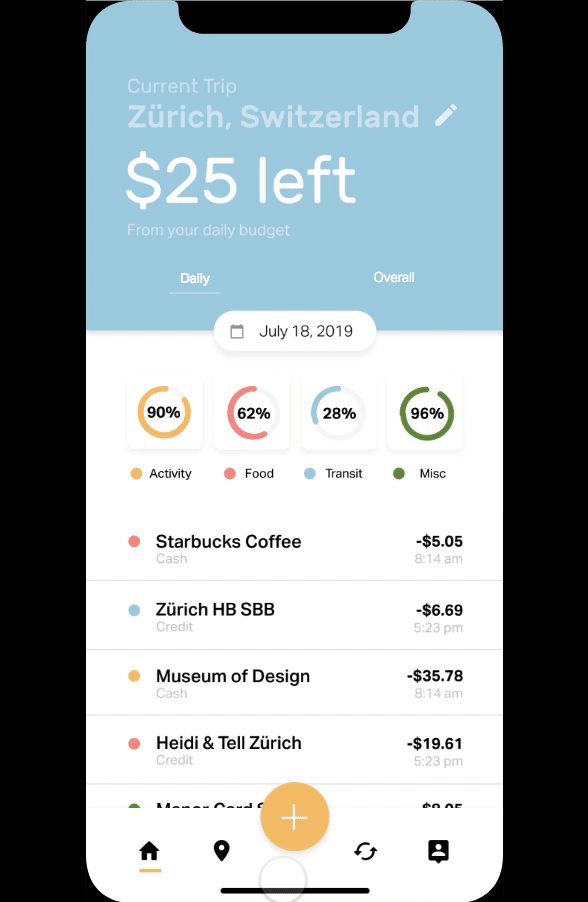 Current Trip
Zürich, Switzerland
$25 left
From your daily budget
Daily Overall
July 18, 2019
90% 62% 28% 96%
Activity Food Transit Misc
Starbucks Coffee -$5.05
Cash 8:14 am
Zürich HB SBB -$6.69
Credit 5:23 pm
Museum of Design -$35.78
Cash 8:14 am
Heidi & Tell Zürich -$19.61
Credit 5:23 pm